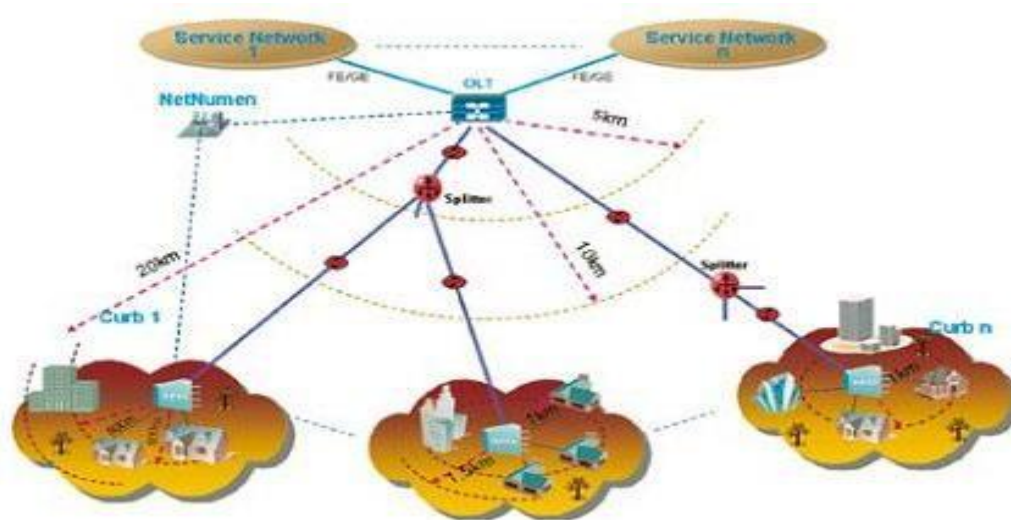 Service Network
1
Service Network
n
FE/GE
FE/GE
OLT
NetNumen
5km
Splitter
20km
10km
Splitter
Curb 1
Curb n
1km
1km
1.5km